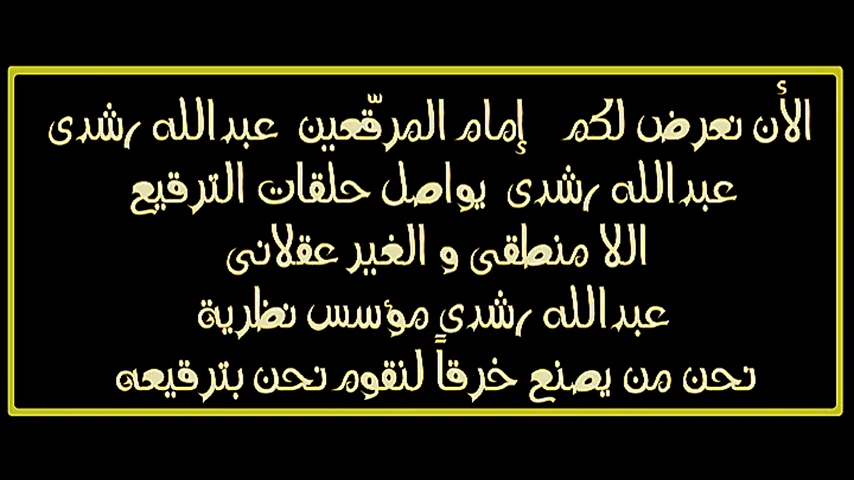 الأن نعرض لكم إمام المرقّعين عبدالله رشدى
عبدالله رشدى يواصل حلقات الترقيع
اللا منطقى و الغير عقلانى
عبدالله رشدى مؤسس نظرية
نحن من يصنع خرقاً لنقوم نحن بترقيعه